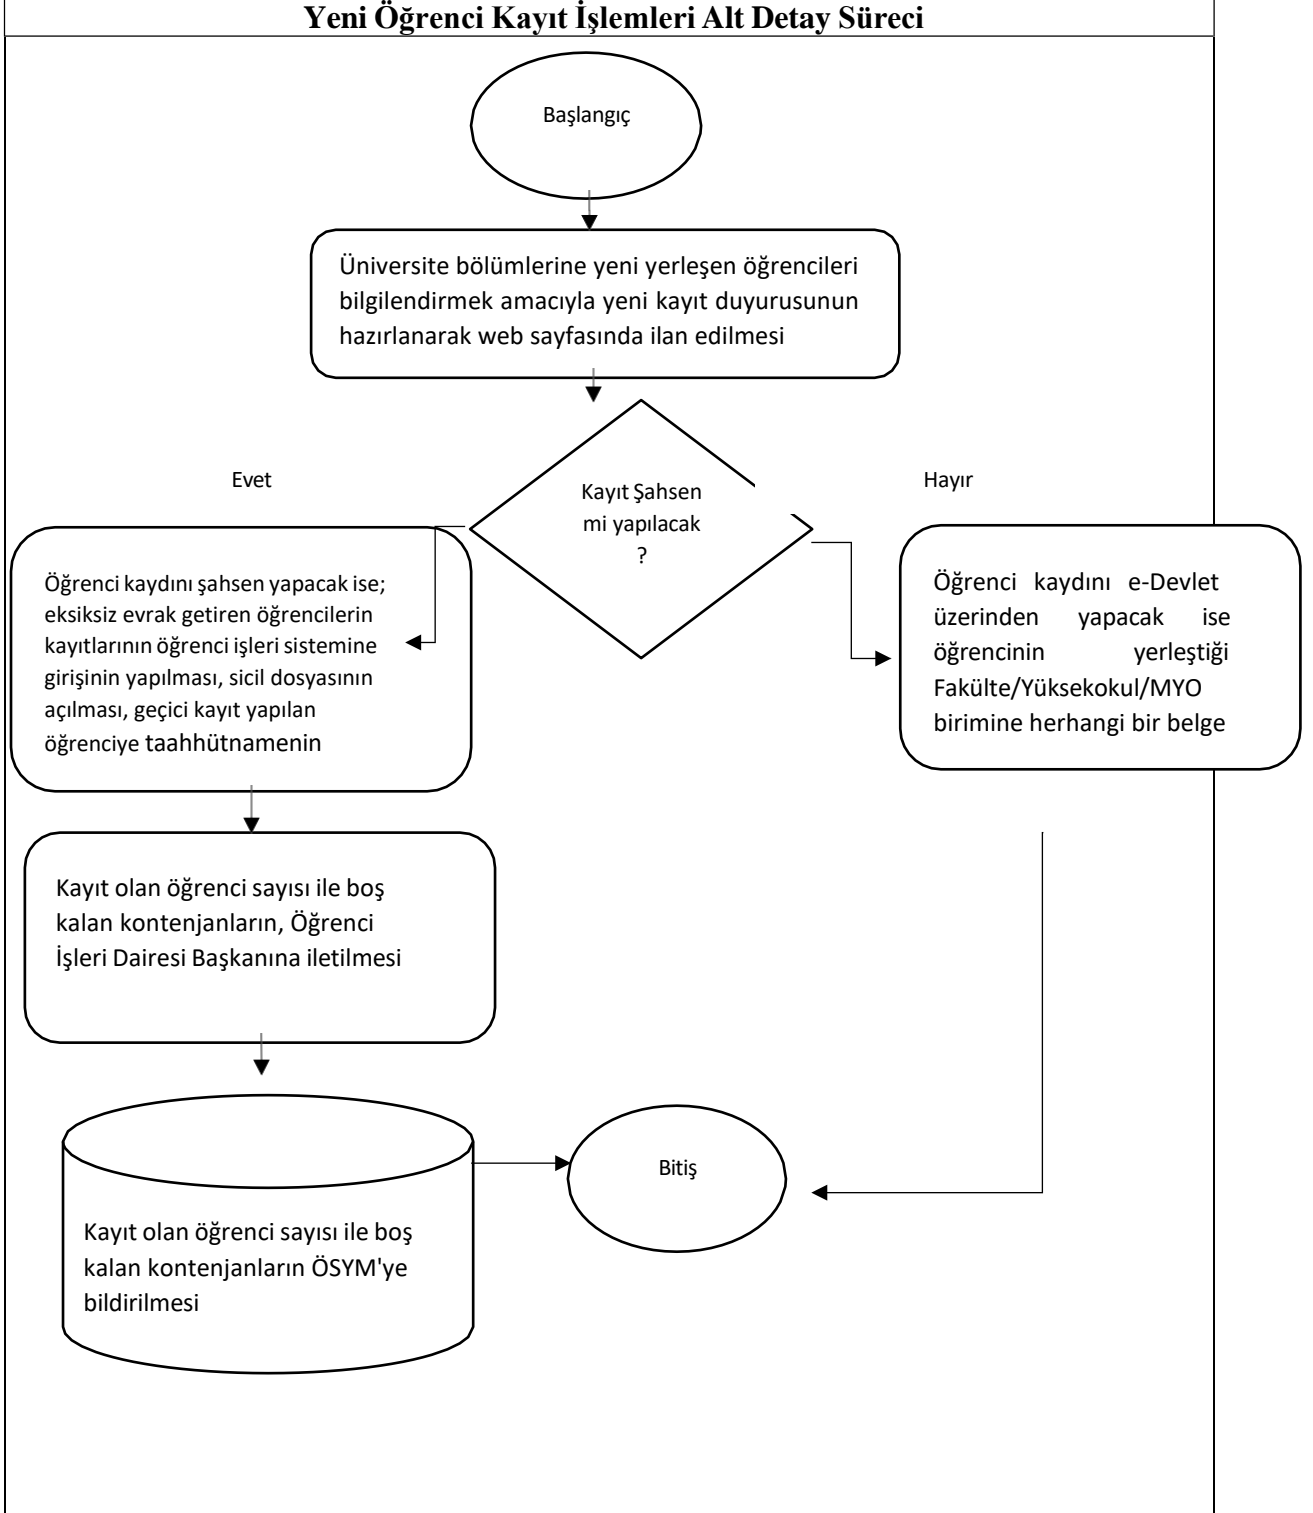 Yeni Öğrenci Kayıt İşlemleri Alt Detay Süreci
Başlangıç
Üniversite bölümlerine yeni yerleşen öğrencileri
bilgilendirmek amacıyla yeni kayıt duyurusunun
hazırlanarak web sayfasında ilan edilmesi
Evet
Kayıt Şahsen
mi yapılacak
?
Hayır
Öğrenci kaydını şahsen yapacak ise;
eksiksiz evrak getiren öğrencilerin
kayıtlarının öğrenci işleri sistemine
girişinin yapılması, sicil dosyasının
açılması, geçici kayıt yapılan
öğrenciye taahhütnamenin
Öğrenci kaydını e-Devlet
üzerinden yapacak ise
öğrencinin yerleştiği
Fakülte/Yüksekokul/MYO
birimine herhangi bir belge
Kayıt olan öğrenci sayısı ile boş
kalan kontenjanların, Öğrenci
İşleri Dairesi Başkanına iletilmesi
Kayıt olan öğrenci sayısı ile boş
kalan kontenjanların ÖSYM'ye
bildirilmesi
Bitiş